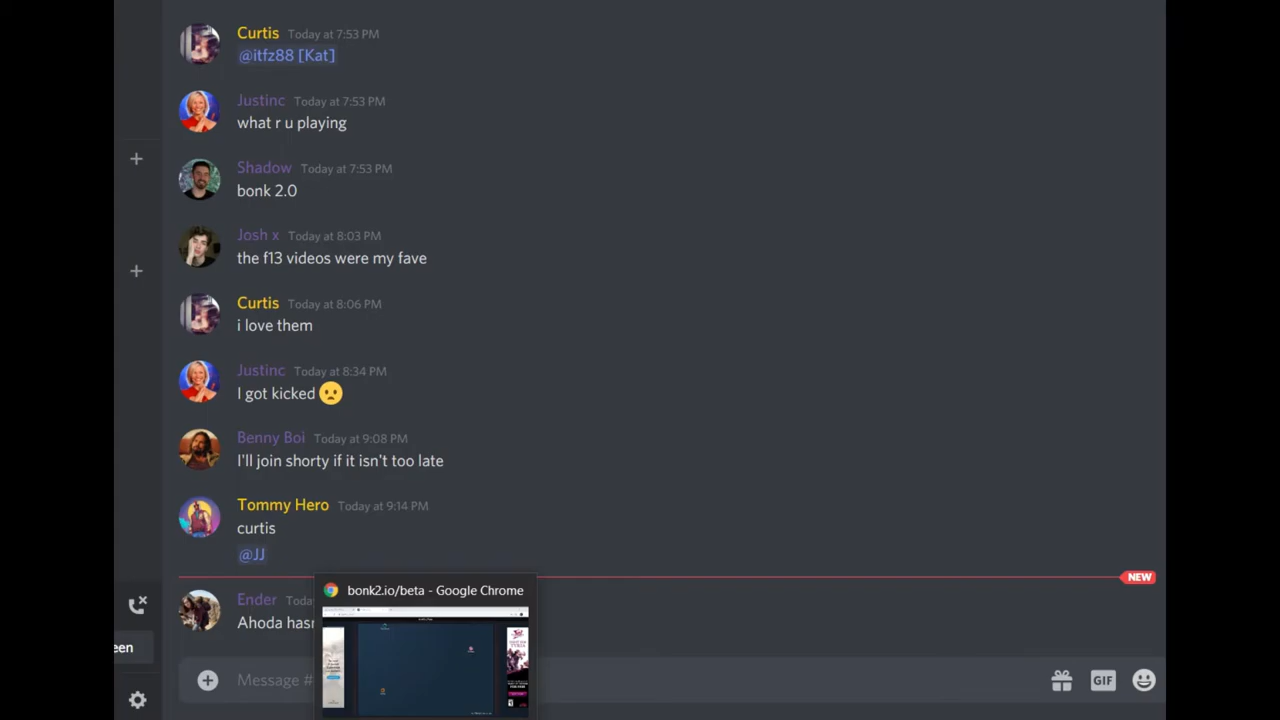 Curtis Today at 7:53 PM
@itfz88 [Kat]
Justinc Today at 7:53 PM
what r u playing
Shadow Today at 7:53 PM
bonk 2.0
Josh x Today at 8:03 PM
the f13 videos were my fave
Curtis Today at 8:06 PM
i love them
Justinc Today at 8:34 PM
I got kicked
Benny Boi Today at 9:08 PM
I'll join shorty if it isn't too late
Tommy Hero Today at 9:14 PM
curtis
@JJ
NEW
bonk2.io/beta - Google Chrome
Ender Toda
Ahoda hasn
een
Message #
GIF